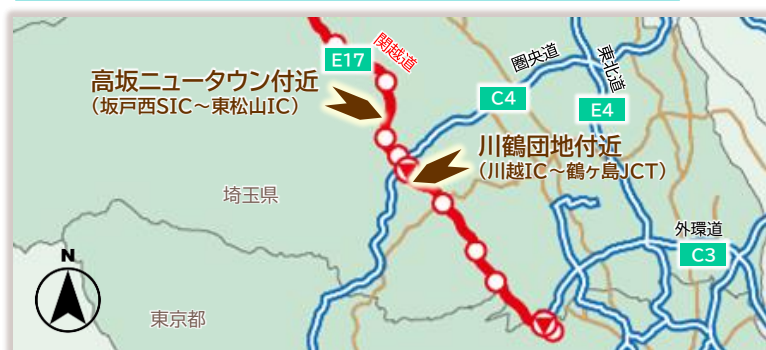 関越道
E17
高坂ニュータウン付近
(坂戸西SIC～東松山IC)
圏央道
C4
東北道
E4
川鶴団地付近
(川越IC～鶴ヶ島JCT)
埼玉県
外環道
C3
N
東京都